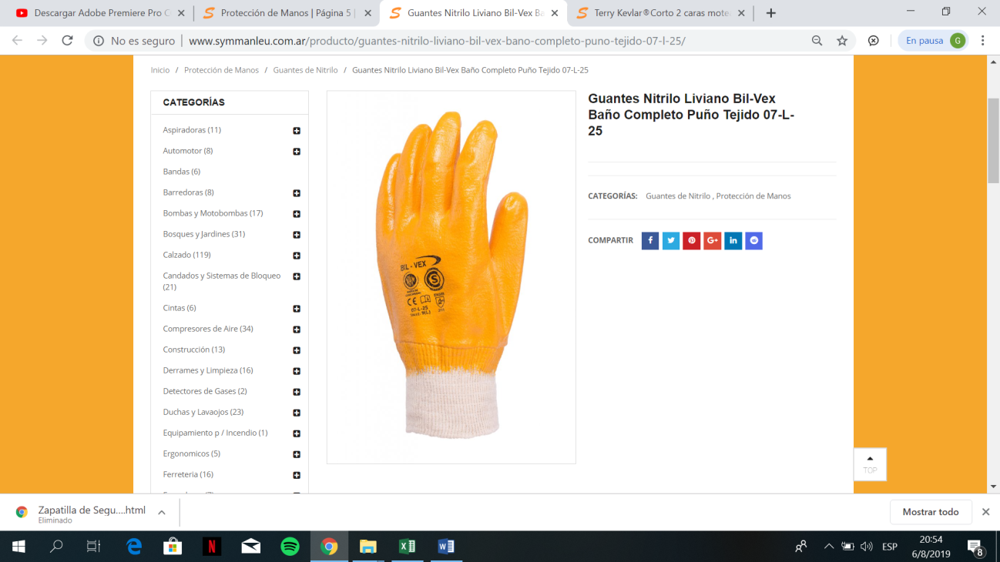 Descargar Adobe Premiere Pro C
Protección de Manos | Página 5 |
Guantes Nitrilo Liviano Bil-Vex Ba
Terry Kevlar®Corto 2 caras mote
No es seguro | www.symmanleu.com.ar/producto/guantes-nitrilo-liviano-bil-vex-bano-completo-puno-tejido-07-l-25/
En pausa
G
Inicio / Protección de Manos / Guantes de Nitrilo / Guantes Nitrilo Liviano Bil-Vex Baño Completo Puño Tejido 07-L-25
CATEGORÍAS
Aspiradoras (11)
Automotor (8)
Bandas (6)
Barredoras (8)
Bombas y Motobombas (17)
Bosques y Jardines (31)
Calzado (119)
Candados y Sistemas de Bloqueo
(21)
Cintas (6)
Compresores de Aire (34)
Construcción (13)
Derrames y Limpieza (16)
Detectores de Gases (2)
Duchas y Lavaojos (23)
Equipamiento p / Incendio (1)
Ergonomicos (5)
Ferreteria (16)
BIL - VEX
S
CE
07-L-25
TALLE: 9(L)
Guantes Nitrilo Liviano Bil-Vex
Baño Completo Puño Tejido 07-L-
25
CATEGORÍAS: Guantes de Nitrilo , Protección de Manos
COMPARTIR
TOP
Zapatilla de Segu....html
Eliminado
Mostrar todo
ESP
20:54
6/8/2019
8